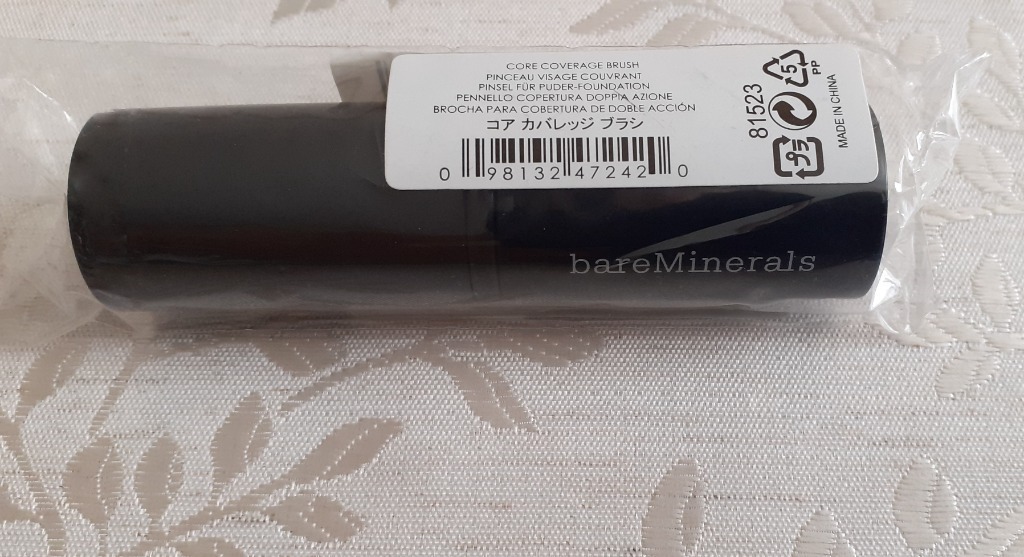 CORE COVERAGE BRUSH
PINCEAU VISAGE COUVRANT
PINSEL FÜR PUDER-FOUNDATION
PENNELLO COPERTURA DOPPIA AZIONE
BROCHA PARA COBERTURA DE DOBLE ACCIÓN
コア カバレッジ ブラシ
0 98132 47242 0
81523
5
PP
プラ
MADE IN CHINA
bareMinerals